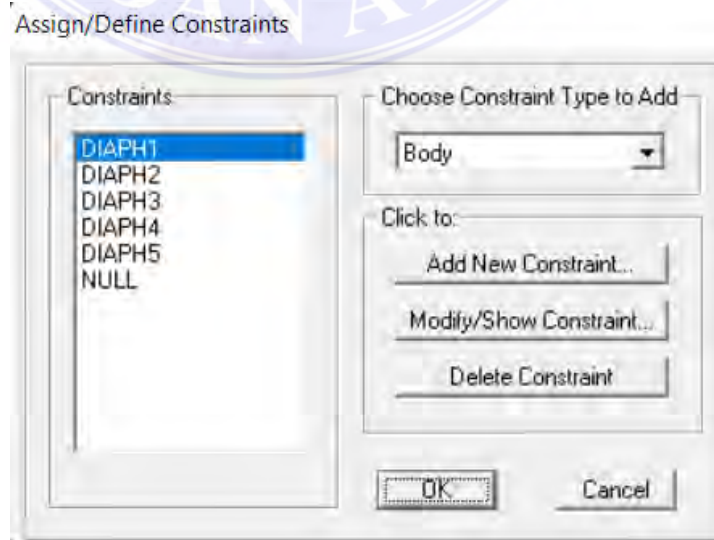 Assign/Define Constraints
Constraints
DIAPH1
DIAPH2
DIAPH3
DIAPH4
DIAPH5
NULL
Choose Constraint Type to Add
Body
Click to:
Add New Constraint...
Modify/Show Constraint...
Delete Constraint
OK
Cancel